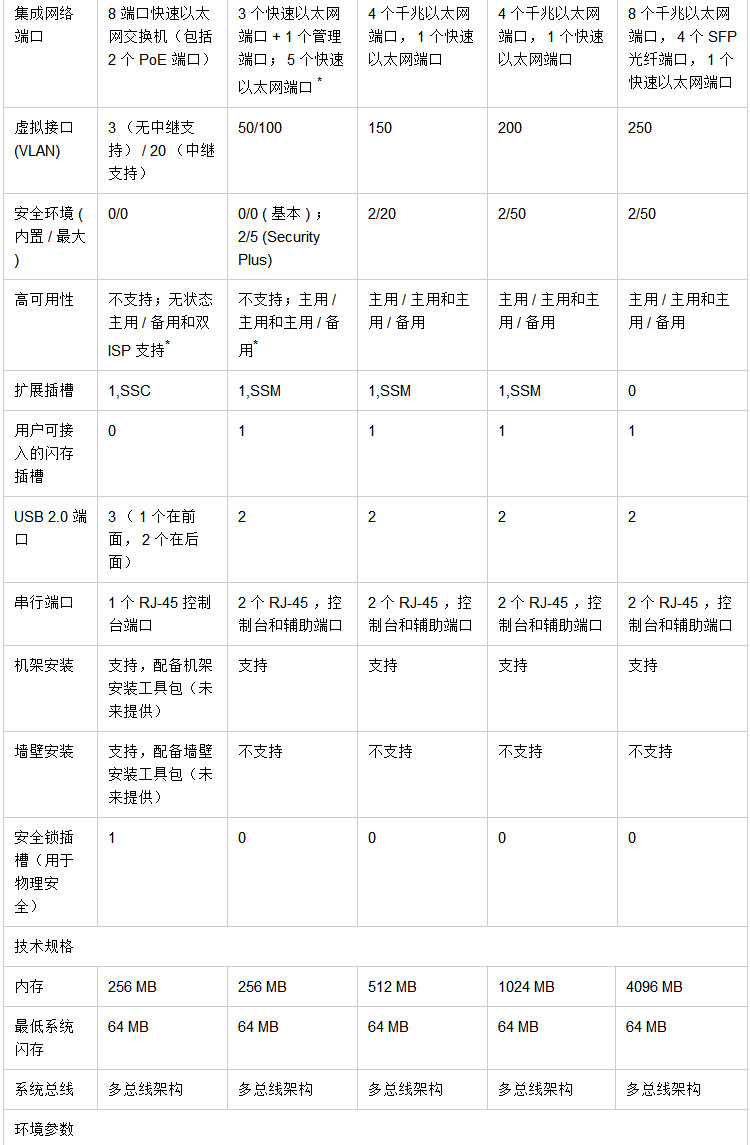 集成网络
端口
8 端口快速以太
网交换机（包括
2 个 PoE 端口）
3 个快速以太网
端口 + 1 个管理
端口；5 个快速
以太网端口 *
4 个千兆以太网
端口， 1 个快速
以太网端口
4 个千兆以太网
端口， 1 个快速
以太网端口
8 个千兆以太网
端口， 4 个 SFP
光纤端口， 1 个
快速以太网端口
虚拟接口
(VLAN)
3 （无中继支
持） / 20 （中继
支持）
50/100
150
200
250
安全环境 (
内置 / 最大
)
0/0
0/0 ( 基本 ) ；
2/5 (Security
Plus)
2/20
2/50
2/50
高可用性
不支持；无状态
主用 / 备用和双
ISP 支持*
不支持；主用 /
主用和主用 / 备
用*
主用 / 主用和主
用 / 备用
主用 / 主用和主
用 / 备用
主用 / 主用和主
用 / 备用
扩展插槽
1,SSC
1,SSM
1,SSM
1,SSM
0
用户可接
入的闪存
插槽
0
1
1
1
1
USB 2.0 端
口
3 （ 1 个在前
面， 2 个在后
面）
2
2
2
2
串行端口
1 个 RJ-45 控制
台端口
2 个 RJ-45 ，控
制台和辅助端口
2 个 RJ-45 ，控
制台和辅助端口
2 个 RJ-45 ，控
制台和辅助端口
2 个 RJ-45 ，控
制台和辅助端口
机架安装
支持，配备机架
安装工具包（未
来提供）
支持
支持
支持
支持
墙壁安装
支持，配备墙壁
安装工具包（未
来提供）
不支持
不支持
不支持
不支持
安全锁插
槽（用于
物理安
全）
1
0
0
0
0
技术规格
内存
256 MB
256 MB
512 MB
1024 MB
4096 MB
最低系统
闪存
64 MB
64 MB
64 MB
64 MB
64 MB
系统总线
多总线架构
多总线架构
多总线架构
多总线架构
多总线架构
环境参数